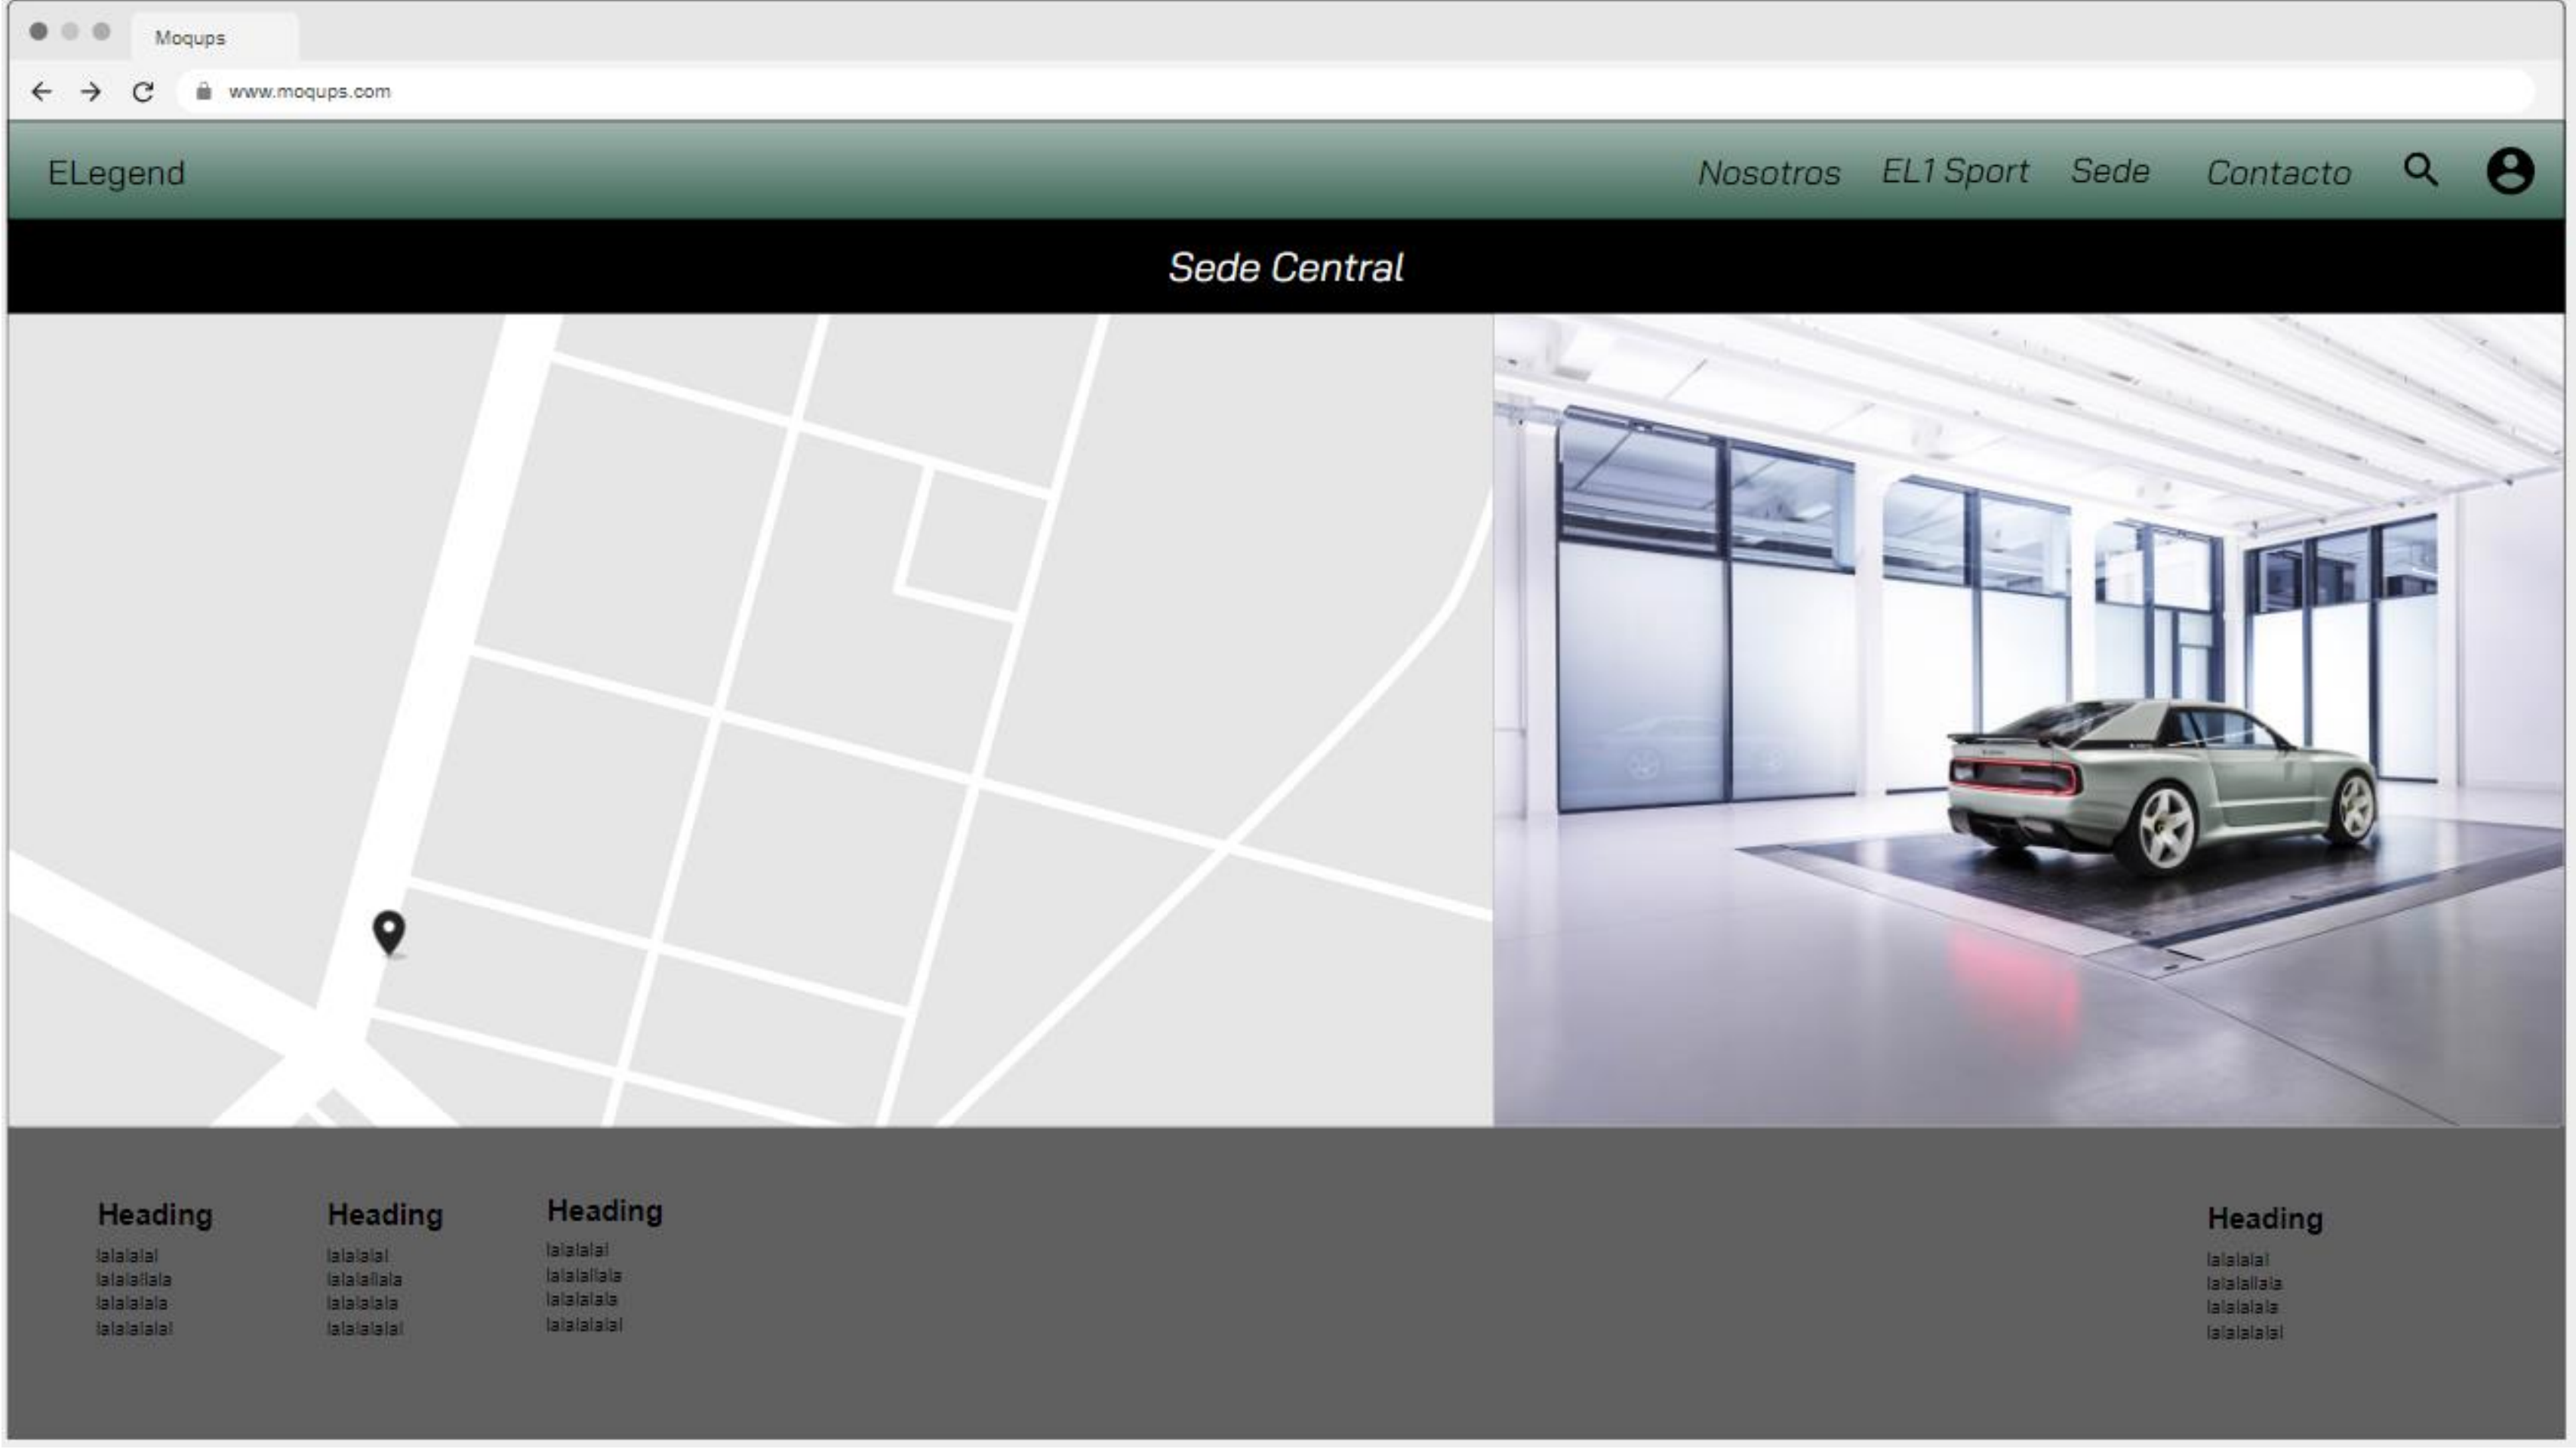 Moqups
www.moqups.com
ELegend
Nosotros EL1 Sport Sede Contacto
Sede Central
Heading
lalalalal
lalalallala
lalalalala
lalalalalal
Heading
lalalalal
lalalallala
lalalalala
lalalalalal
Heading
lalalalal
lalalallala
lalalalala
lalalalalal
Heading
lalalalal
lalalallala
lalalalala
lalalalalal